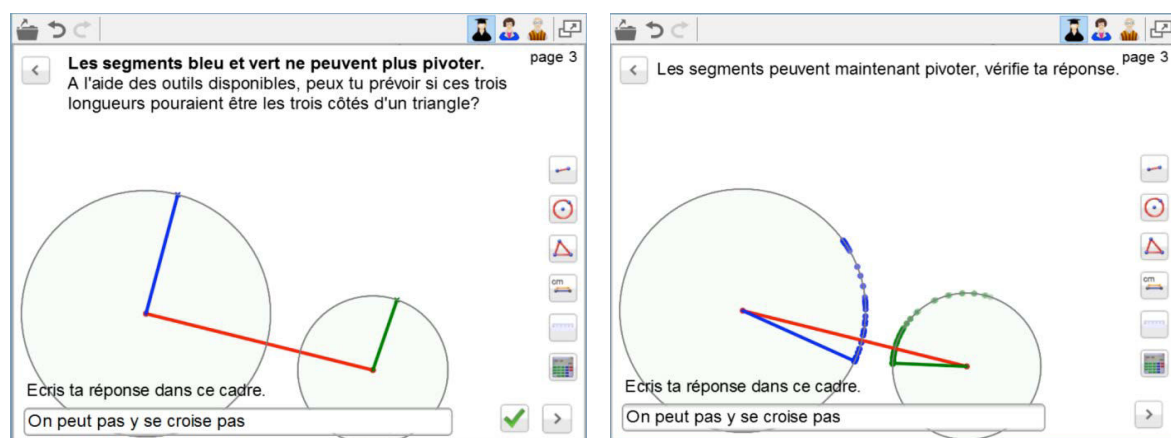 Les segments bleu et vert ne peuvent plus pivoter.
page 3
A l'aide des outils disponibles, peux tu prévoir si ces trois
longueurs pouraient être les trois côtés d'un triangle?
cm
Ecris ta réponse dans ce cadre.
On peut pas y se croise pas
Les segments peuvent maintenant pivoter, vérifie ta réponse.
page 3
cm
Ecris ta réponse dans ce cadre.
On peut pas y se croise pas